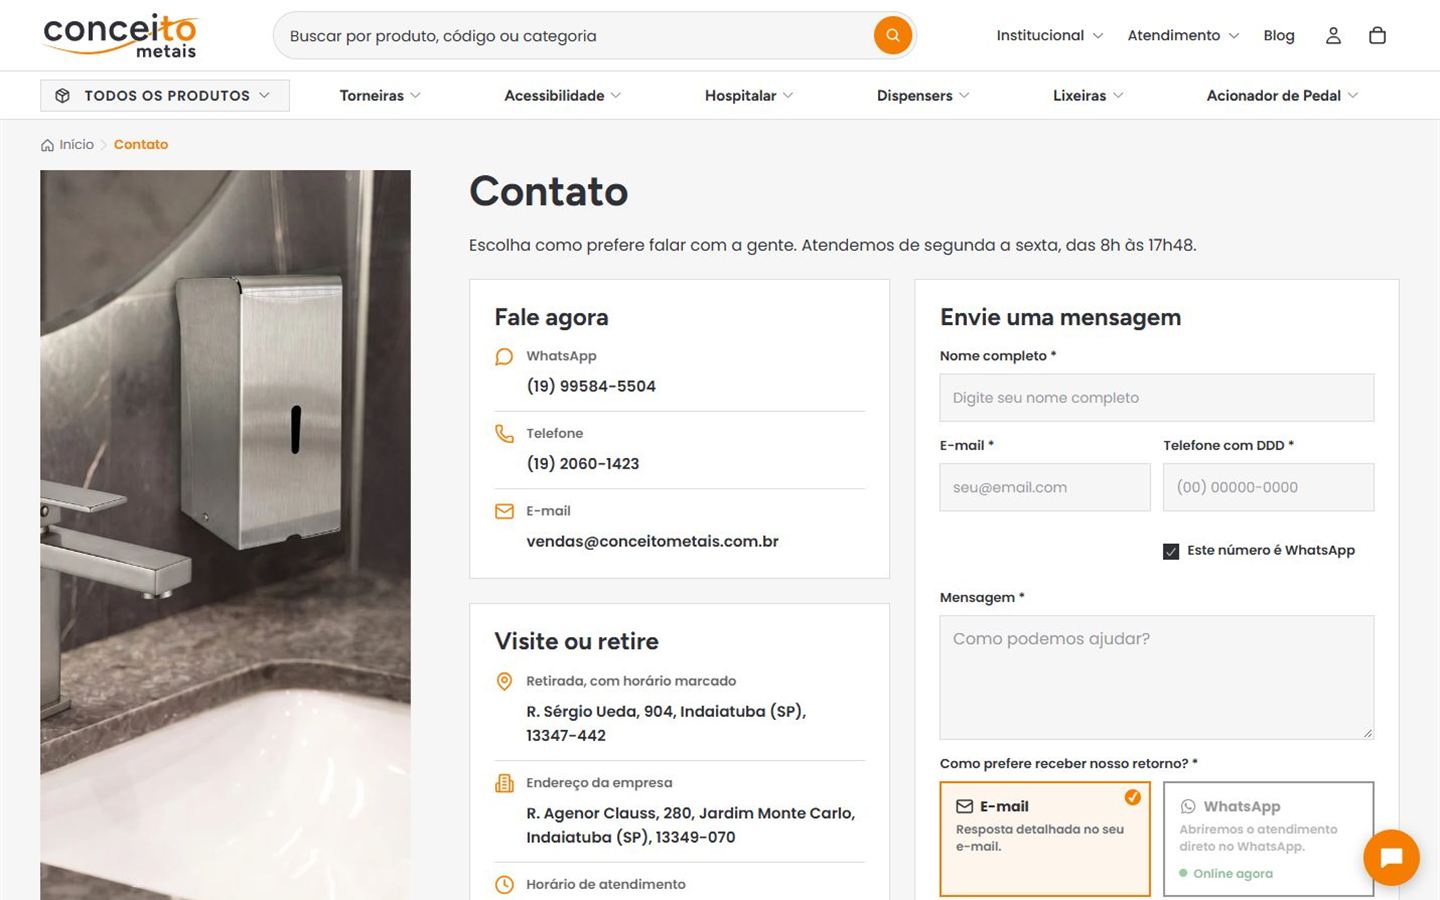 conceito
metais
Buscar por produto, código ou categoria
Institucional
Atendimento
Blog
TODOS OS PRODUTOS
Torneiras
Acessibilidade
Hospitalar
Dispensers
Lixeiras
Acionador de Pedal
Início
Contato
Contato
Escolha como prefere falar com a gente. Atendemos de segunda a sexta, das 8h às 17h48.
Fale agora
WhatsApp
(19) 99584-5504
Telefone
(19) 2060-1423
E-mail
vendas@conceitometais.com.br
Visite ou retire
Retirada, com horário marcado
R. Sérgio Ueda, 904, Indaiatuba (SP),
13347-442
Endereço da empresa
R. Agenor Clauss, 280, Jardim Monte Carlo,
Indaiatuba (SP), 13349-070
Horário de atendimento
Envie uma mensagem
Nome completo *
Digite seu nome completo
E-mail *
seu@email.com
Telefone com DDD *
(00) 00000-0000
Este número é WhatsApp
Mensagem *
Como podemos ajudar?
Como prefere receber nosso retorno? *
E-mail
Resposta detalhada no seu
e-mail.
WhatsApp
Abriremos o atendimento
direto no WhatsApp.
Online agora